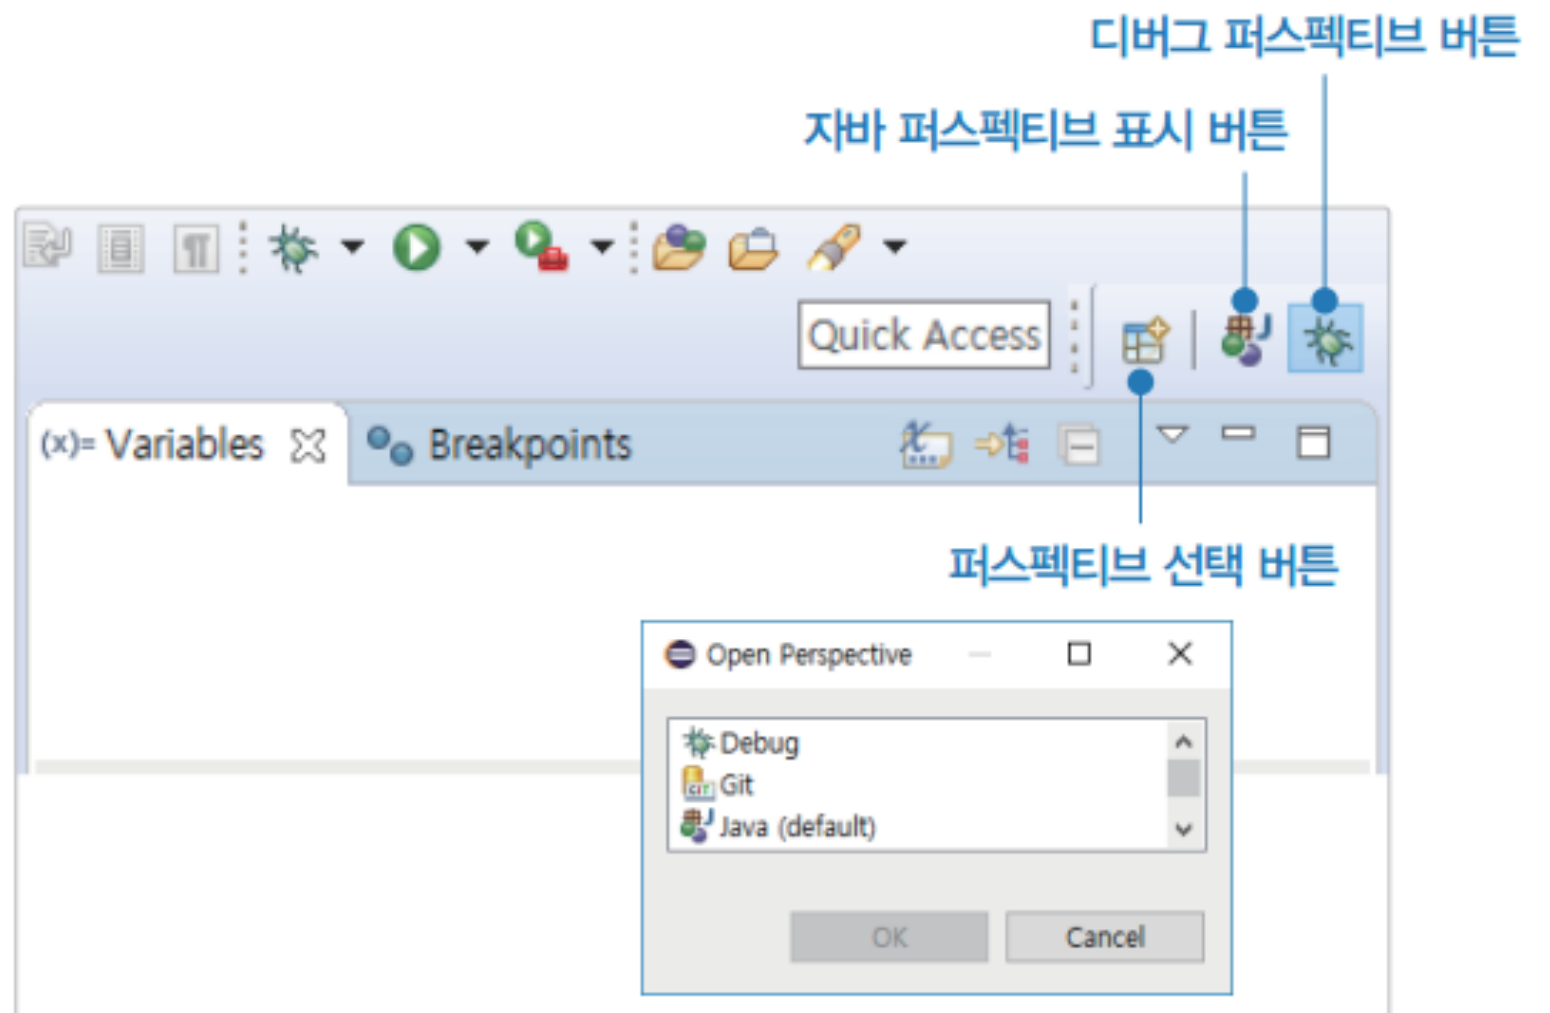 디버그 퍼스펙티브 버튼
자바 퍼스펙티브 표시 버튼
Quick Access
(x)= Variables
Breakpoints
퍼스펙티브 선택 버튼
Open Perspective
Debug
GIT Git
Java (default)
OK
Cancel